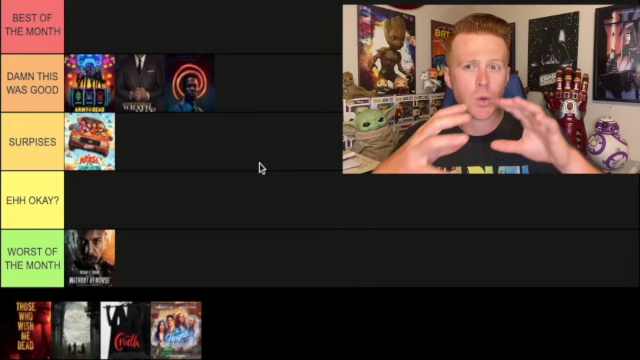 BEST OF
THE MONTH
DAMN THIS
WAS GOOD
ARMY OF THE DEAD
WRATH
SURPISES
EHH OKAY?
WORST OF
THE MONTH
WITHOUT REMORSE
THOSE
WHO
WISH
ME
DEAD
Cruella